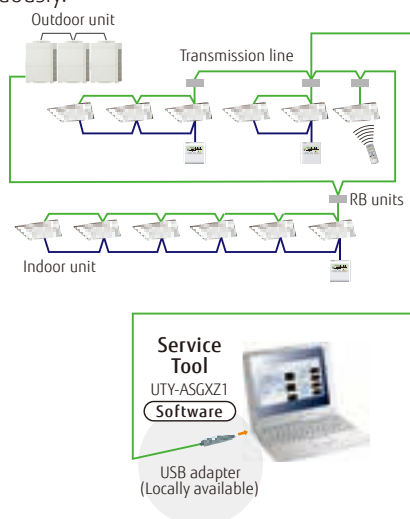 Outdoor unit
Transmission line
RB units
Indoor unit
Service
Tool
UTY-ASGXZ1
Software
USB adapter
(Locally available)